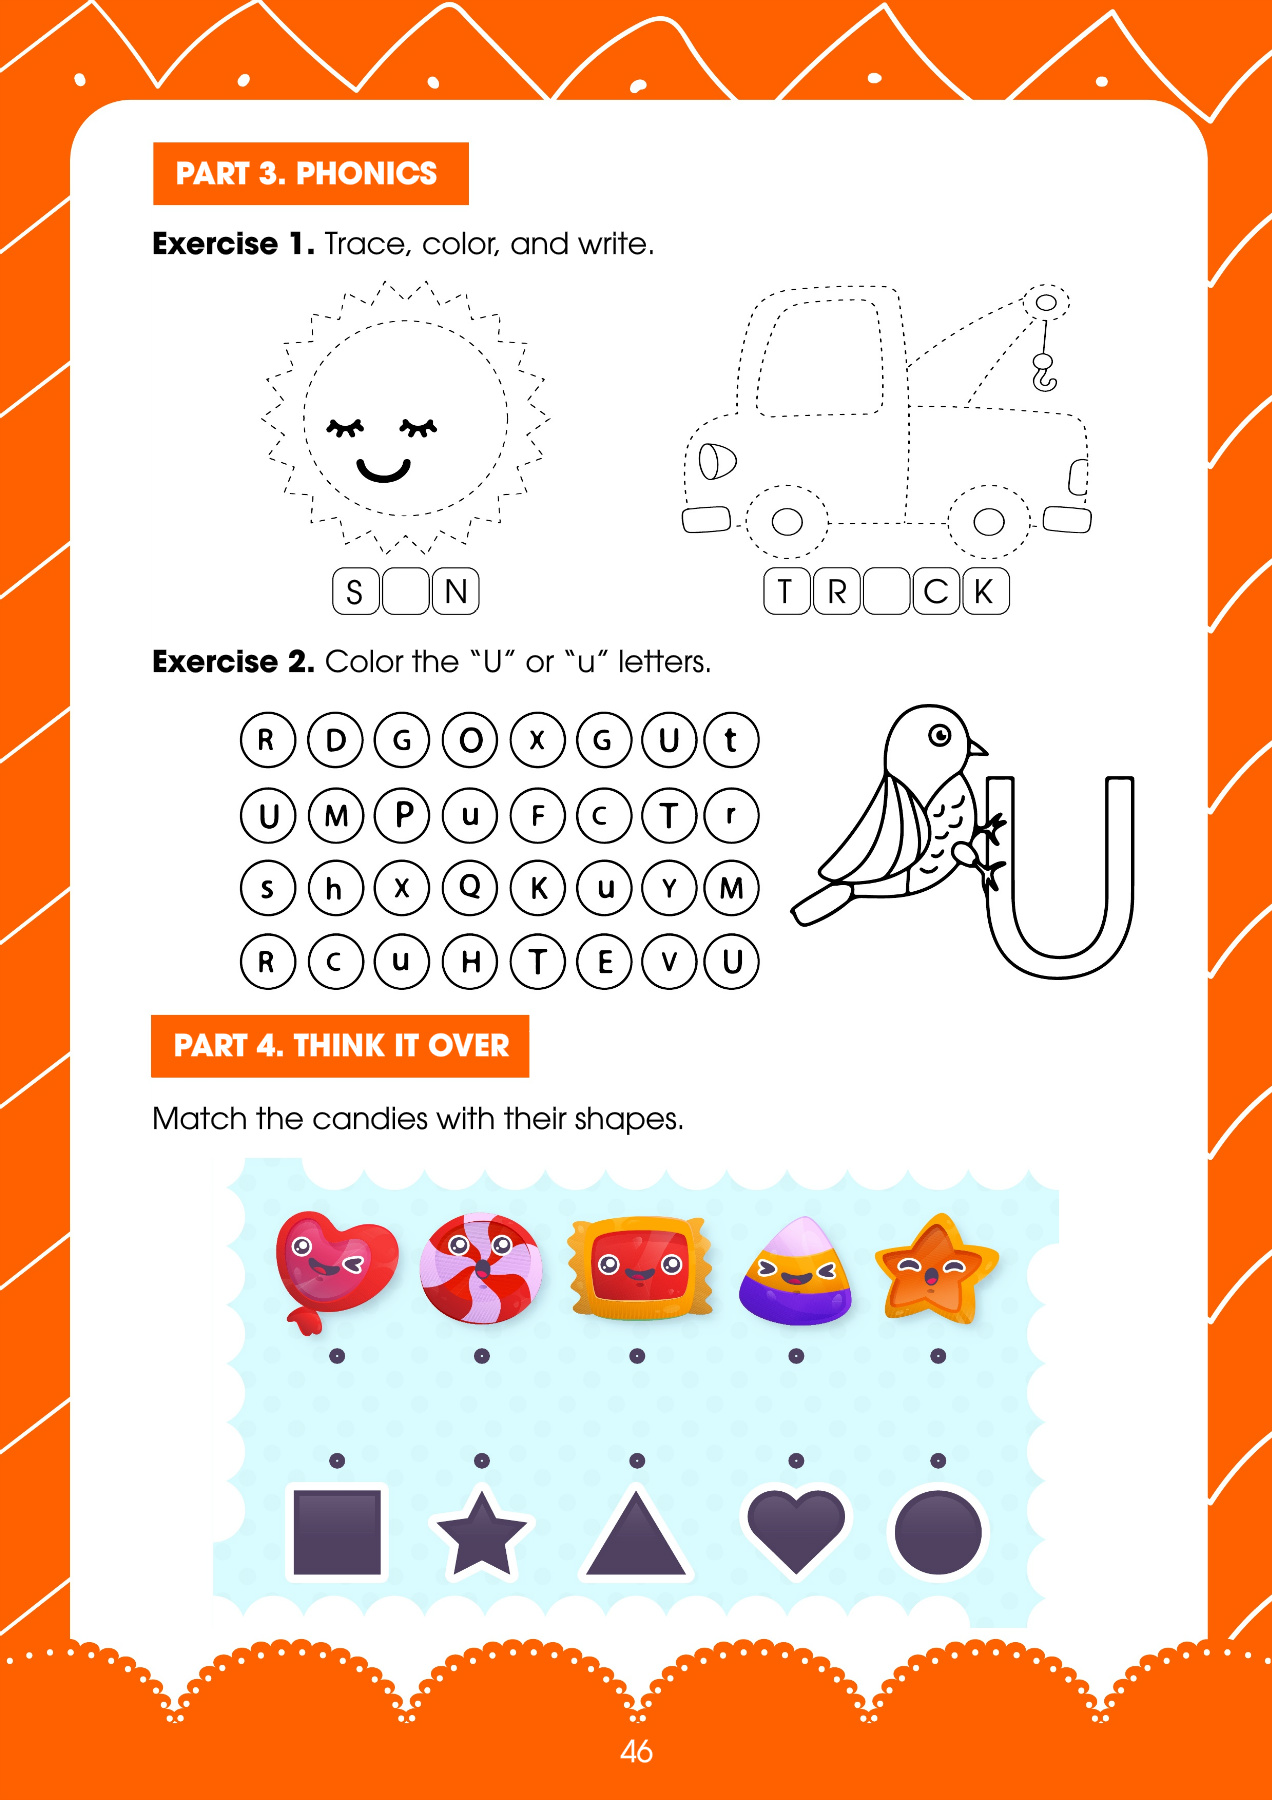 PART 3. PHONICS
Exercise 1. Trace, color, and write.
S N
T R C K
Exercise 2. Color the “U” or “u” letters.
R D G O X G U t
U M P u F C T r
s h X Q K u Y M
R C u H T E V U
U
PART 4. THINK IT OVER
Match the candies with their shapes.
46